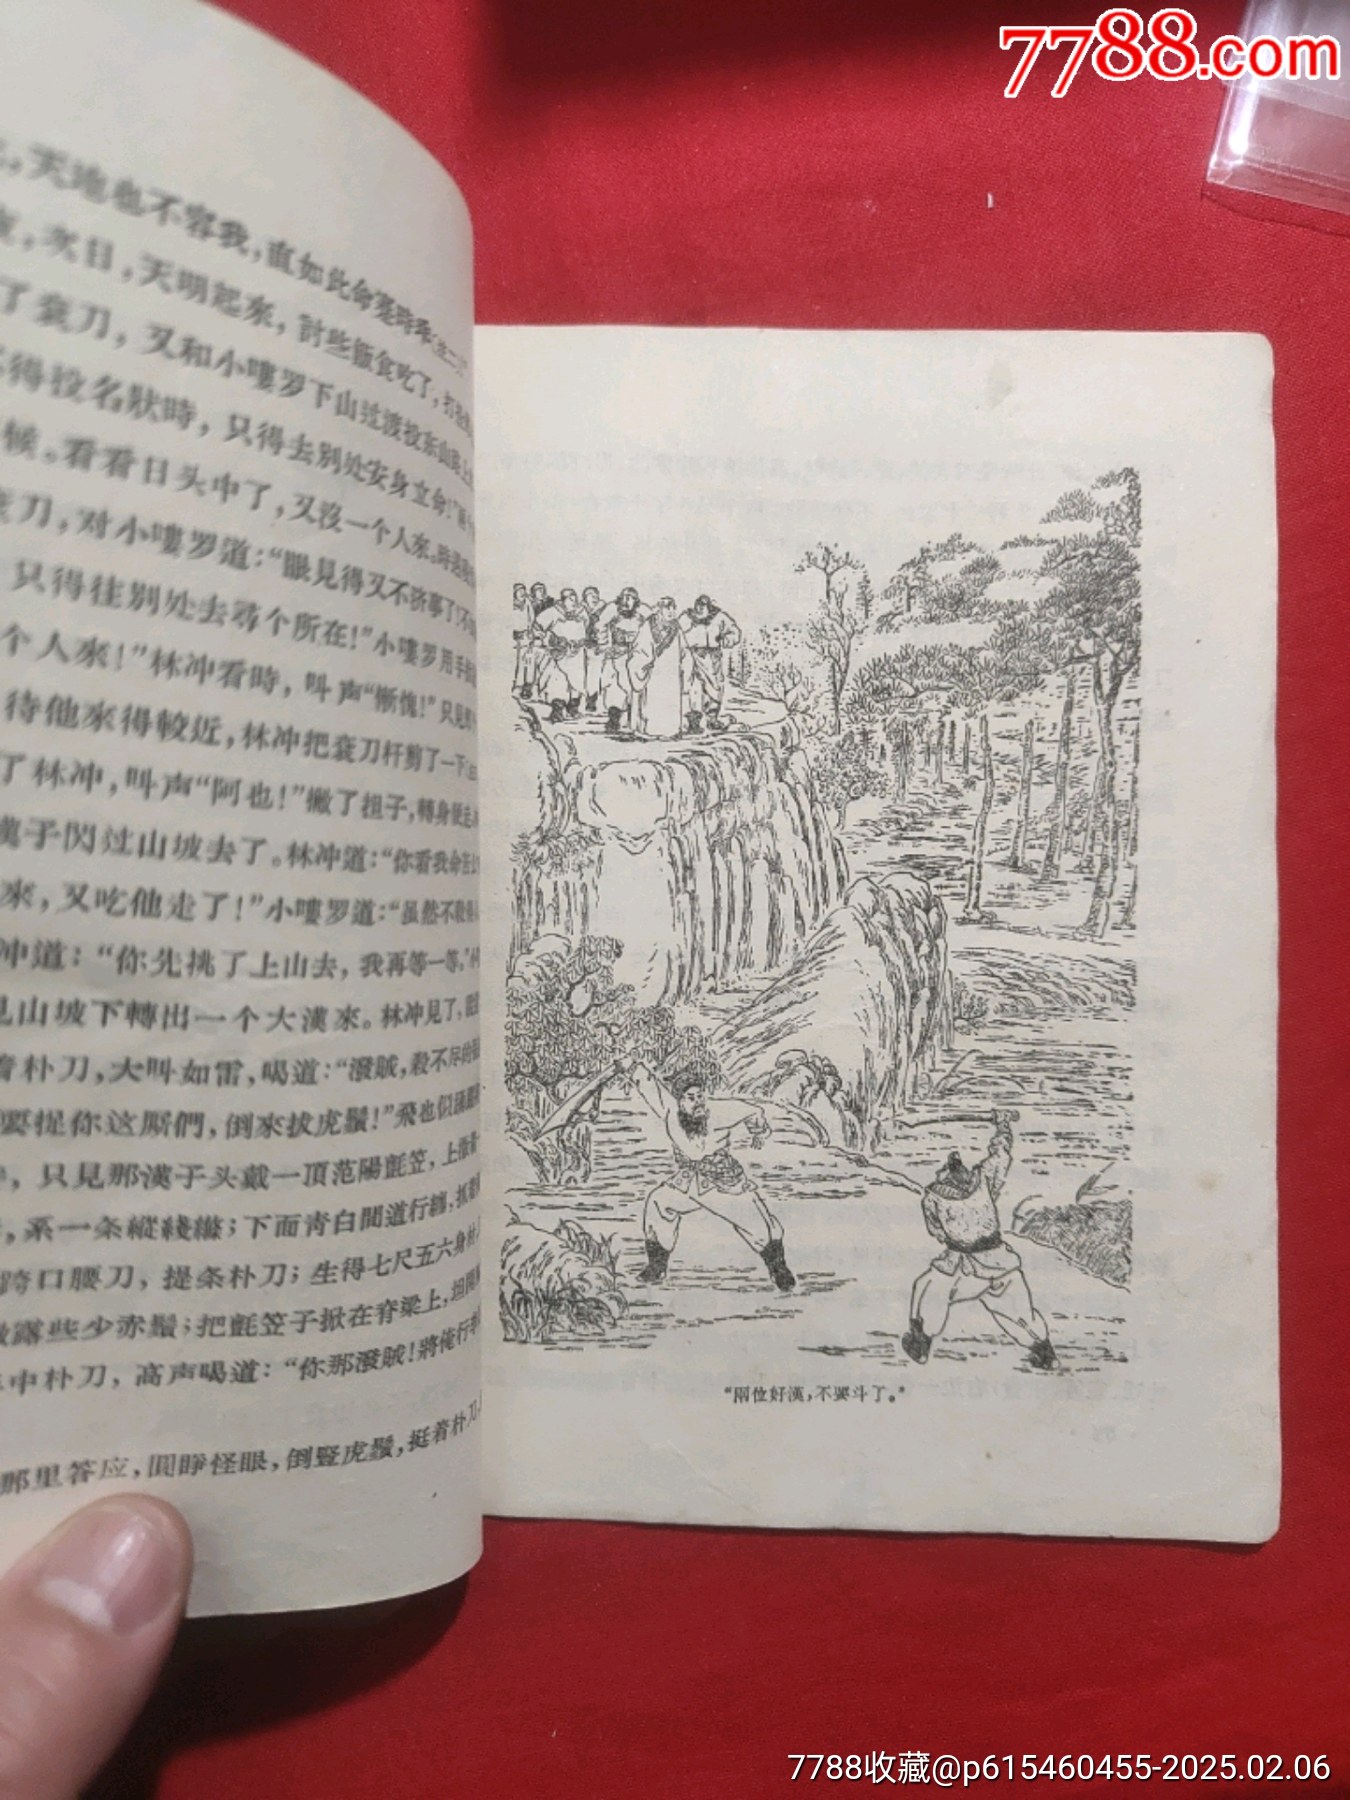 7788.com
，天地也不容我，直如此命蹇時乖
，次日，天明起來，討些飯食吃了，打
了衮刀，又和小嘍罗下山过渡投东山路上
得投名狀時，只得去別处安身立命！”
候。看看日头中了，又沒一个人來。時
刀，对小嘍罗道：“眼見得又不济事了！不
只得往別处去尋个所在！”小嘍罗用手
个人來！”林冲看時，叫声“慚愧！”只見
待他來得較近，林冲把衮刀杆剪了一下，
了林冲，叫声“阿也！”撇了担子，轉身便走。
漢子閃过山坡去了。林冲道：“你看我命
來，又吃他走了！”小嘍罗道：“虽然不殺
冲道：“你先挑了上山去，我再等一等。”
見山坡下轉出一个大漢來。林冲見了，
着朴刀，大叫如雷，喝道：“潑賊，殺不尽的
要捉你这厮們，倒來拔虎鬚！”飛也似
，只見那漢子头戴一頂范陽氈笠，上
，系一条縱綫縧；下面青白間道行纏，抓
跨口腰刀，提条朴刀；生得七尺五六身材
露些少赤鬚；把氈笠子掀在脊梁上，坦開
中朴刀，高声喝道：“你那潑賊！將俺行李
那里答应，圓睜怪眼，倒豎虎鬚，挺着朴刀，
“兩位好漢，不要斗了。”
7788收藏@p615460455-2025.02.06